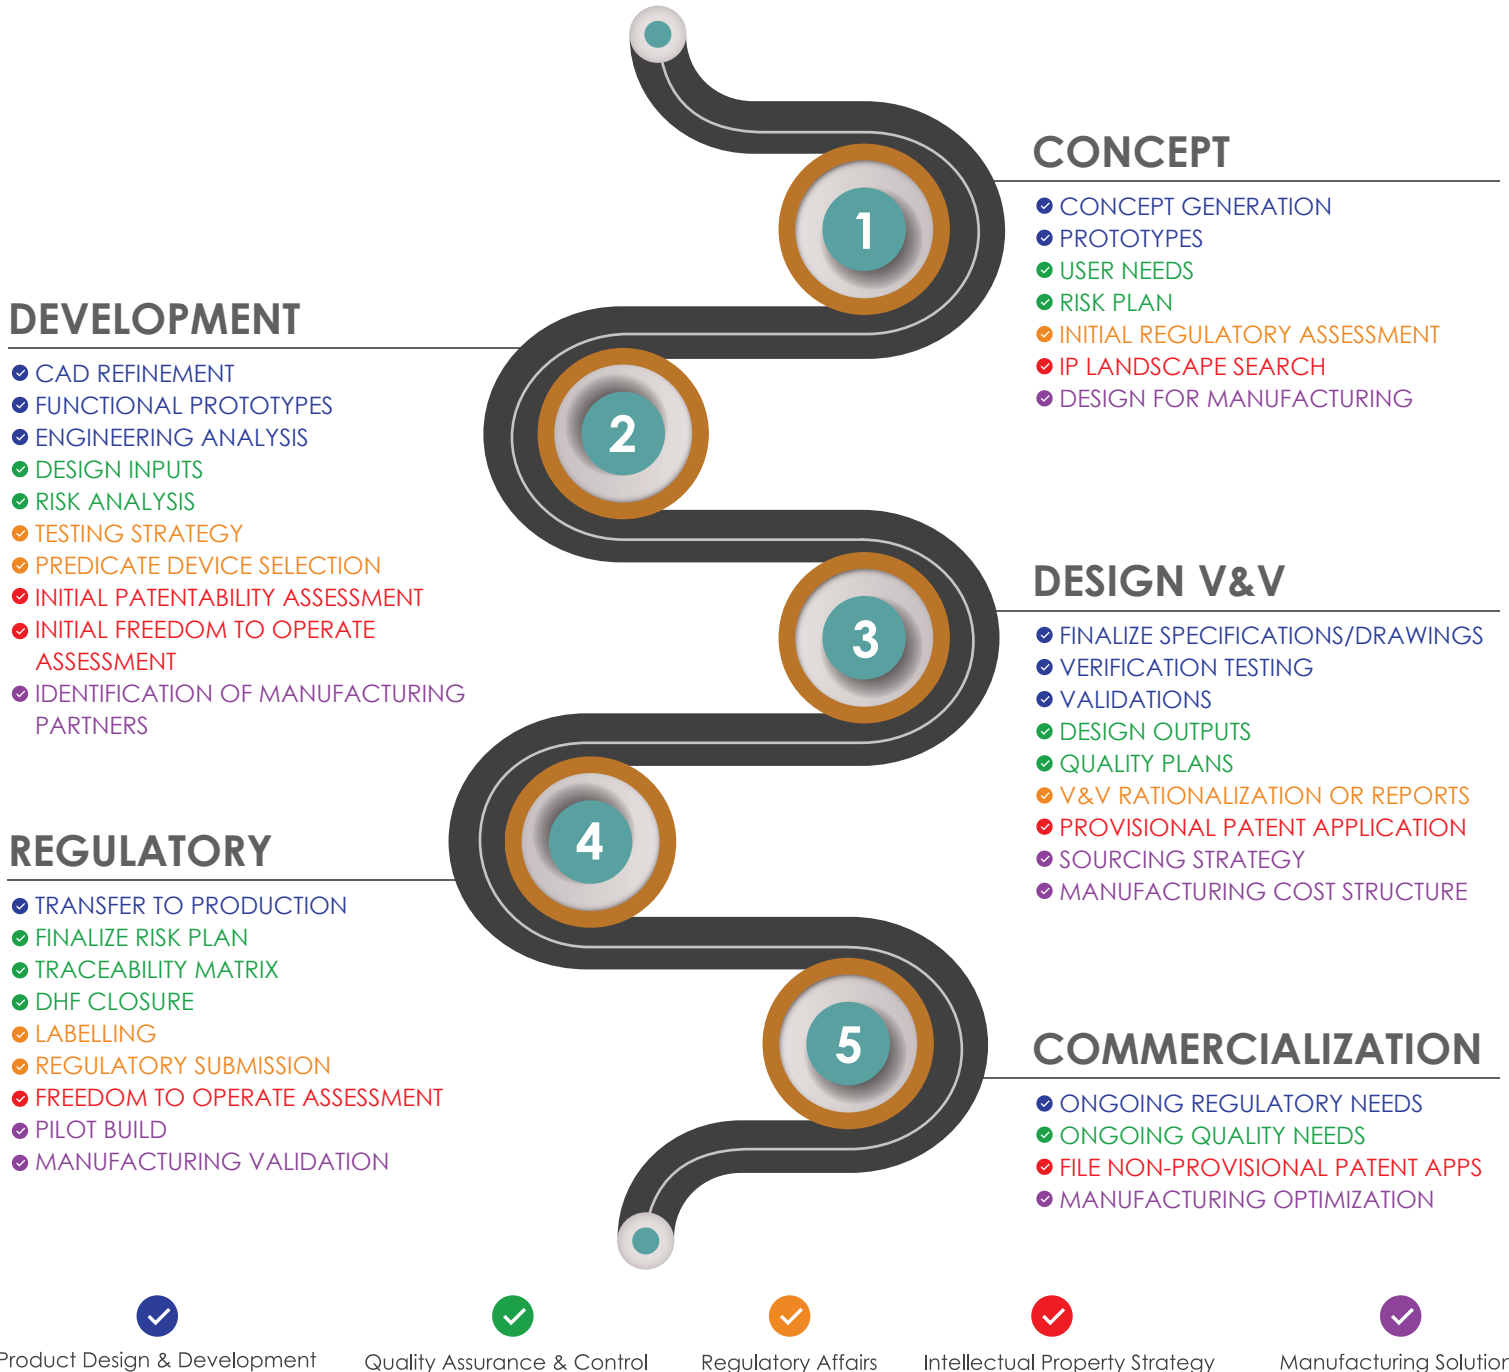 1
CONCEPT
CONCEPT GENERATION
PROTOTYPES
USER NEEDS
RISK PLAN
INITIAL REGULATORY ASSESSMENT
IP LANDSCAPE SEARCH
DESIGN FOR MANUFACTURING
DEVELOPMENT
CAD REFINEMENT
FUNCTIONAL PROTOTYPES
ENGINEERING ANALYSIS
DESIGN INPUTS
RISK ANALYSIS
TESTING STRATEGY
PREDICATE DEVICE SELECTION
INITIAL PATENTABILITY ASSESSMENT
INITIAL FREEDOM TO OPERATE
ASSESSMENT
IDENTIFICATION OF MANUFACTURING
PARTNERS
2
3
DESIGN V&V
FINALIZE SPECIFICATIONS/DRAWINGS
VERIFICATION TESTING
VALIDATIONS
DESIGN OUTPUTS
QUALITY PLANS
V&V RATIONALIZATION OR REPORTS
PROVISIONAL PATENT APPLICATION
SOURCING STRATEGY
MANUFACTURING COST STRUCTURE
REGULATORY
TRANSFER TO PRODUCTION
FINALIZE RISK PLAN
TRACEABILITY MATRIX
DHF CLOSURE
LABELLING
REGULATORY SUBMISSION
FREEDOM TO OPERATE ASSESSMENT
PILOT BUILD
MANUFACTURING VALIDATION
4
5
COMMERCIALIZATION
ONGOING REGULATORY NEEDS
ONGOING QUALITY NEEDS
FILE NON-PROVISIONAL PATENT APPS
MANUFACTURING OPTIMIZATION
Product Design & Development
Quality Assurance & Control
Regulatory Affairs
Intellectual Property Strategy
Manufacturing Solution